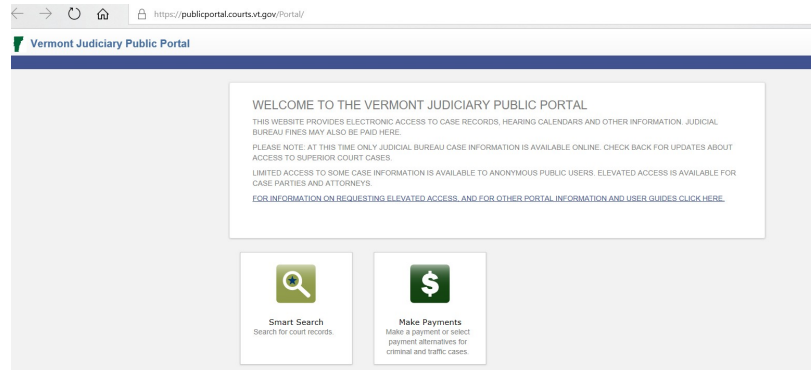 https://publicportal.courts.vt.gov/Portal/
Vermont Judiciary Public Portal
WELCOME TO THE VERMONT JUDICIARY PUBLIC PORTAL
THIS WEBSITE PROVIDES ELECTRONIC ACCESS TO CASE RECORDS, HEARING CALENDARS AND OTHER INFORMATION. JUDICIAL
BUREAU FINES MAY ALSO BE PAID HERE.
PLEASE NOTE: AT THIS TIME ONLY JUDICIAL BUREAU CASE INFORMATION IS AVAILABLE ONLINE. CHECK BACK FOR UPDATES ABOUT
ACCESS TO SUPERIOR COURT CASES.
LIMITED ACCESS TO SOME CASE INFORMATION IS AVAILABLE TO ANONYMOUS PUBLIC USERS. ELEVATED ACCESS IS AVAILABLE FOR
CASE PARTIES AND ATTORNEYS.
FOR INFORMATION ON REQUESTING ELEVATED ACCESS, AND FOR OTHER PORTAL INFORMATION AND USER GUIDES CLICK HERE.
Smart Search
Search for court records.
$
Make Payments
Make a payment or select
payment alternatives for
criminal and traffic cases.